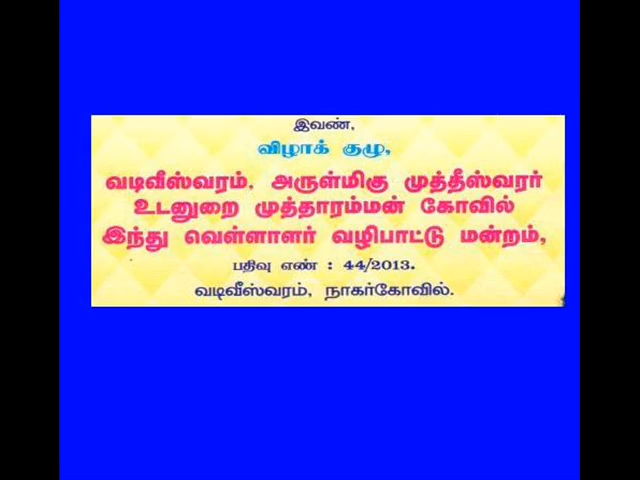 இவண்,
விழாக் குழு,
வடிவீஸ்வரம், அருள்மிகு முத்தீஸ்வரர்
உடனுறை முத்தாரம்மன் கோவில்
இந்து வெள்ளாளர் வழிபாட்டு மன்றம்,
பதிவு எண் : 44/2013.
வடிவீஸ்வரம், நாகர்கோவில்.